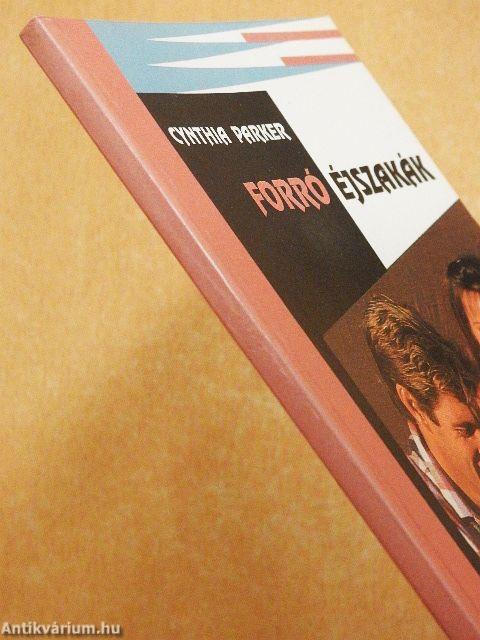 CYNTHIA PARKER
FORRÓ ÉJSZAKÁK
Antikvárium.hu